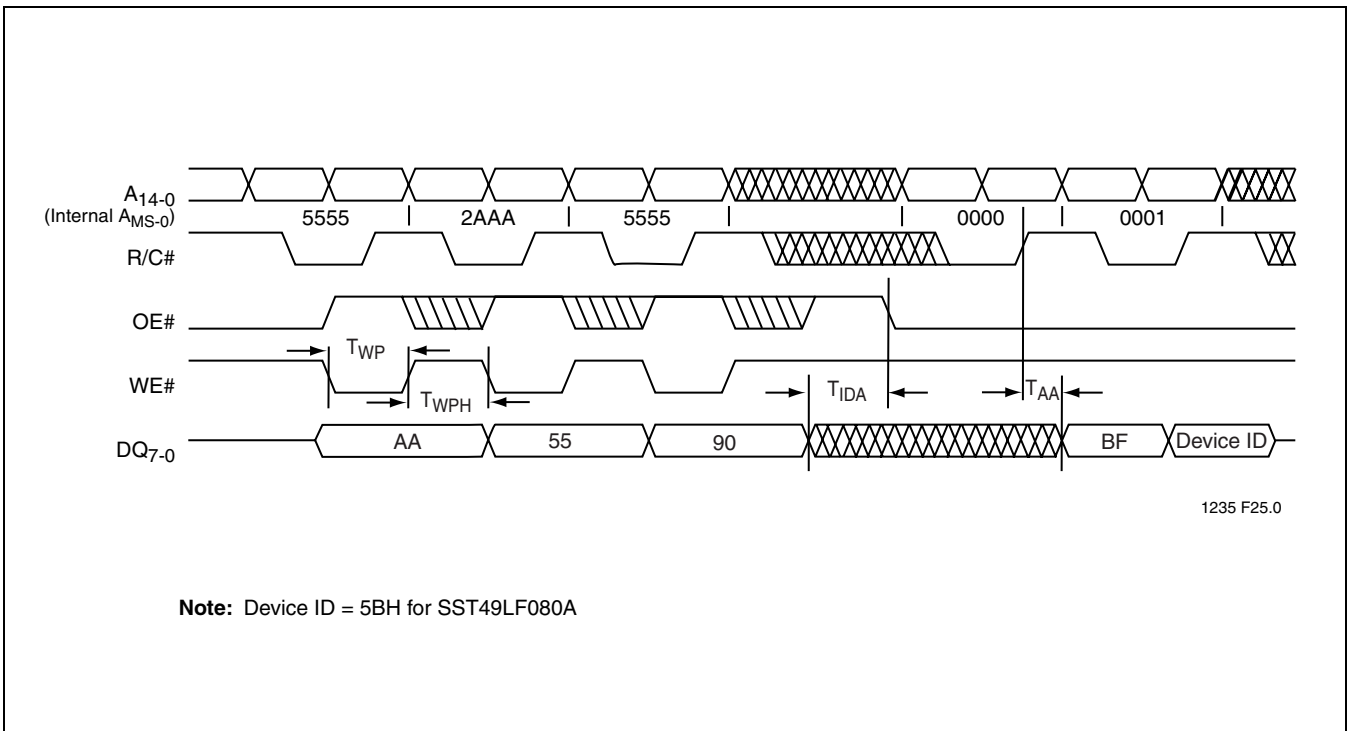 A14-0
(Internal AMS-0)
5555 2AAA 5555 0000 0001
R/C#
OE#
TWP
WE#
TWPH TIDA TAA
DQ7-0 AA 55 90 BF Device ID
1235 F25.0
Note: Device ID = 5BH for SST49LF080A